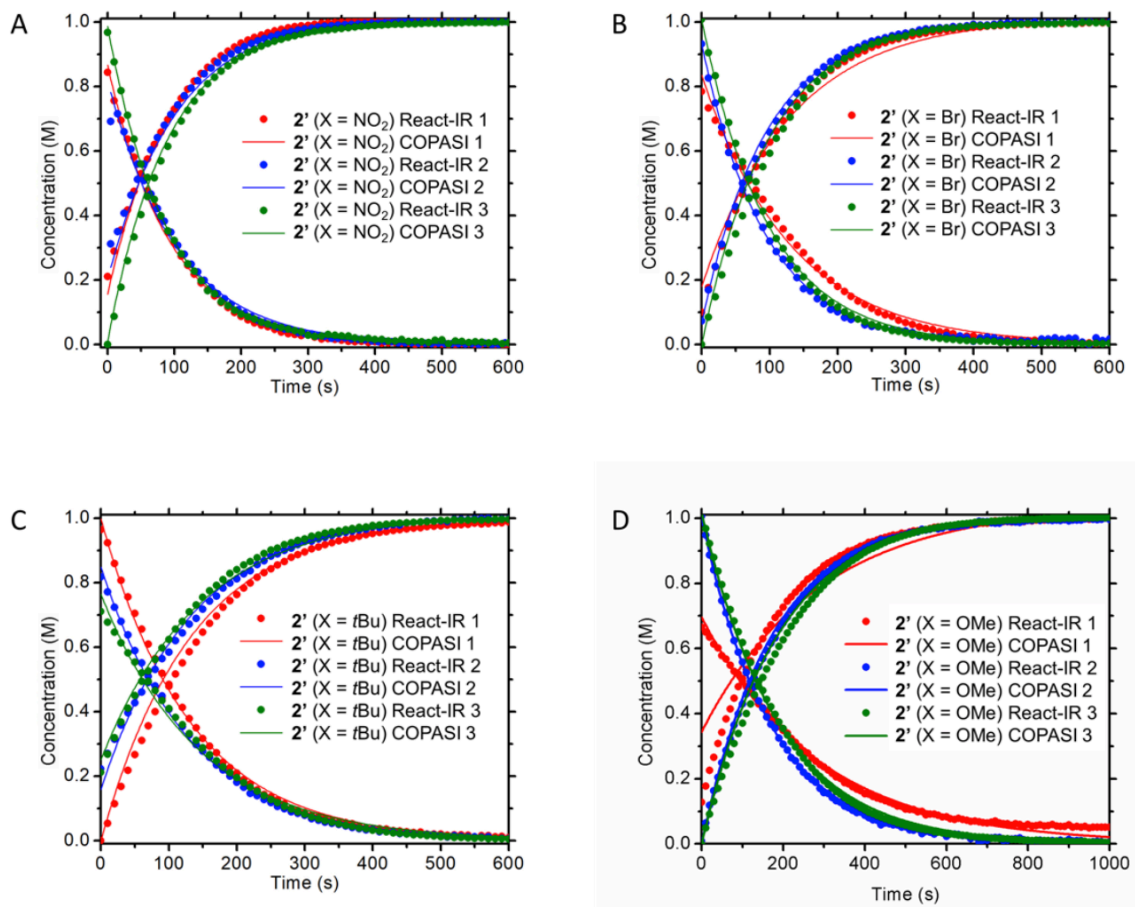 A
Concentration (M)
1.0
0.8
0.6
0.4
0.2
0.0
2’ (X = NO2) React-IR 1
2’ (X = NO2) COPASI 1
2’ (X = NO2) React-IR 2
2’ (X = NO2) COPASI 2
2’ (X = NO2) React-IR 3
2’ (X = NO2) COPASI 3
0 100 200 300 400 500 600
Time (s)
B
Concentration (M)
1.0
0.8
0.6
0.4
0.2
0.0
2’ (X = Br) React-IR 1
2’ (X = Br) COPASI 1
2’ (X = Br) React-IR 2
2’ (X = Br) COPASI 2
2’ (X = Br) React-IR 3
2’ (X = Br) COPASI 3
0 100 200 300 400 500 600
Time (s)
C
Concentration (M)
1.0
0.8
0.6
0.4
0.2
0.0
2’ (X = tBu) React-IR 1
2’ (X = tBu) COPASI 1
2’ (X = tBu) React-IR 2
2’ (X = tBu) COPASI 2
2’ (X = tBu) React-IR 3
2’ (X = tBu) COPASI 3
0 100 200 300 400 500 600
Time (s)
D
Concentration (M)
1.0
0.8
0.6
0.4
0.2
0.0
2’ (X = OMe) React-IR 1
2’ (X = OMe) COPASI 1
2’ (X = OMe) React-IR 2
2’ (X = OMe) COPASI 2
2’ (X = OMe) React-IR 3
2’ (X = OMe) COPASI 3
0 200 400 600 800 1000
Time (s)